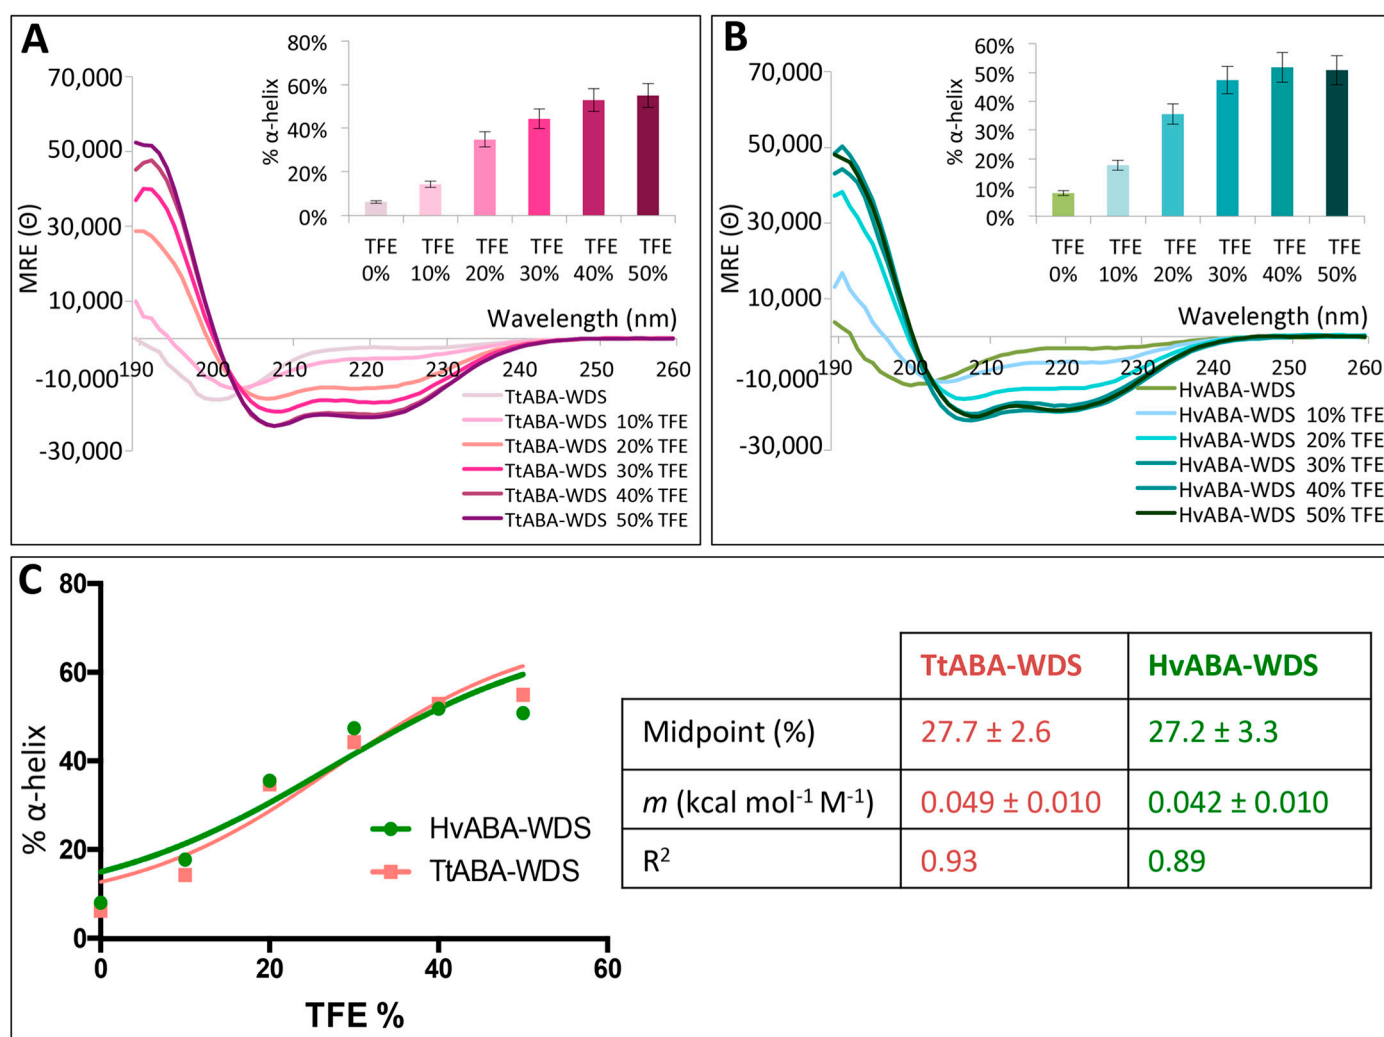 A
80%
60%
40%
20%
0%
% α-helix
TFE TFE TFE TFE TFE TFE
0% 10% 20% 30% 40% 50%
70,000
50,000
30,000
10,000
-10,000
-30,000
MRE (Θ)
Wavelength (nm)
190 200 210 220 230 240 250 260
TtABA-WDS
TtABA-WDS 10% TFE
TtABA-WDS 20% TFE
TtABA-WDS 30% TFE
TtABA-WDS 40% TFE
TtABA-WDS 50% TFE
B
60%
50%
40%
30%
20%
10%
0%
% α-helix
TFE TFE TFE TFE TFE TFE
0% 10% 20% 30% 40% 50%
70,000
50,000
30,000
10,000
-10,000
-30,000
MRE (Θ)
Wavelength (nm)
190 200 210 220 230 240 250 260
HvABA-WDS
HvABA-WDS 10% TFE
HvABA-WDS 20% TFE
HvABA-WDS 30% TFE
HvABA-WDS 40% TFE
HvABA-WDS 50% TFE
C
80
60
40
20
0
% α-helix
HvABA-WDS
TtABA-WDS
0 20 40 60
TFE %
TtABA-WDS HvABA-WDS
Midpoint (%) 27.7 ± 2.6 27.2 ± 3.3
m (kcal mol⁻¹ M⁻¹) 0.049 ± 0.010 0.042 ± 0.010
R² 0.93 0.89